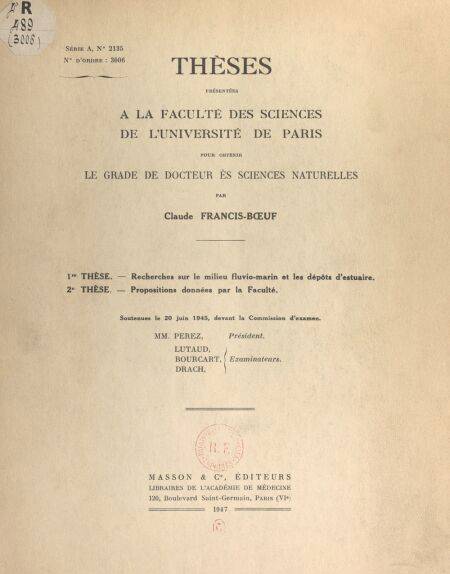 R
489
(3006)
SÉRIE A, N° 2135
N° D'ORDRE : 3006
THÈSES
PRÉSENTÉES
A LA FACULTÉ DES SCIENCES
DE L'UNIVERSITÉ DE PARIS
POUR OBTENIR
LE GRADE DE DOCTEUR ÈS SCIENCES NATURELLES
PAR
Claude FRANCIS-BŒUF
1re THÈSE. — Recherches sur le milieu fluvio-marin et les dépôts d'estuaire.
2e THÈSE. — Propositions données par la Faculté.
Soutenues le 20 juin 1945, devant la Commission d'examen.
MM. PEREZ, Président.
LUTAUD,
BOURCART, Examinateurs.
DRACH,
R.F.
MASSON & Cie, ÉDITEURS
LIBRAIRES DE L'ACADÉMIE DE MÉDECINE
120, Boulevard Saint-Germain, PARIS (VIe)
1947